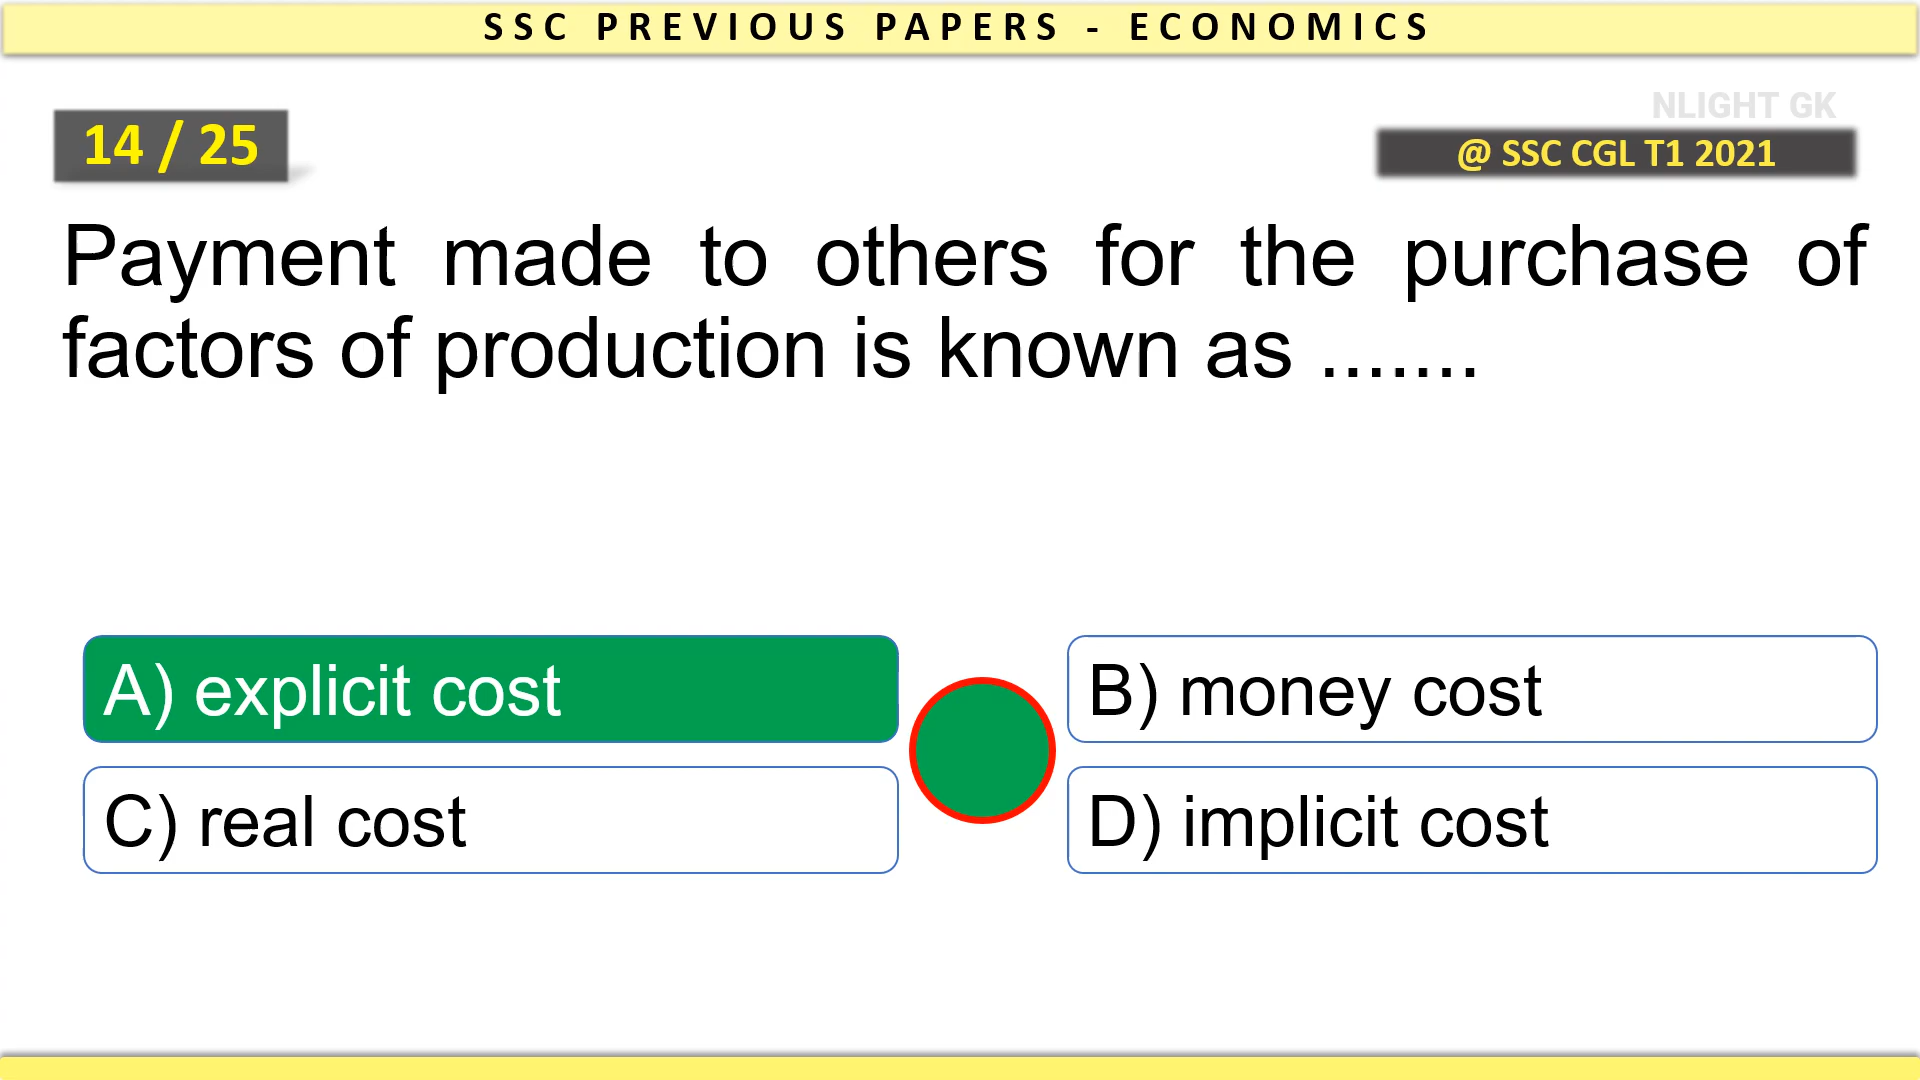 SSC PREVIOUS PAPERS - ECONOMICS
NLIGHT GK
14 / 25
@ SSC CGL T1 2021
Payment made to others for the purchase of
factors of production is known as .......
A) explicit cost
B) money cost
C) real cost
D) implicit cost